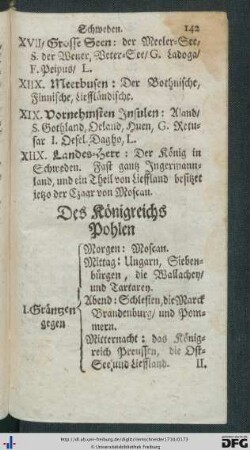 Schweden. 142
XVII/ Grosse Seen: der Meeler-See,
S. der Wener, Veter-See/ G. Ladoga/
F. Peipus/ L.
XIIX. Meerbusen: Der Bothnische,
Finnische, Liefländische.
XIX. Vornehmsten Insulen: Aland/
S. Gothland, Oeland, Huen, G. Retu-
sar I. Oesel, Dagho, L.
XIIX. Landes-Herr: Der König in
Schweden. Fast gantz Ingermann-
land, und ein Theil von Lieffland besitzet
jetzo der Czaar von Moscau.
Des Königreichs
Pohlen
I. Gräntzen
gegen
Morgen: Moscau.
Mittag: Ungarn, Sieben-
bürgen, die Wallachey/
und Tartarey.
Abend: Schlesien, die Marck
Brandenburg/ und Pom-
mern.
Mitternacht: das König-
reich Preussen, die Ost-
See/und Lieffland. II.
© Universitätsbibliothek Freiburg